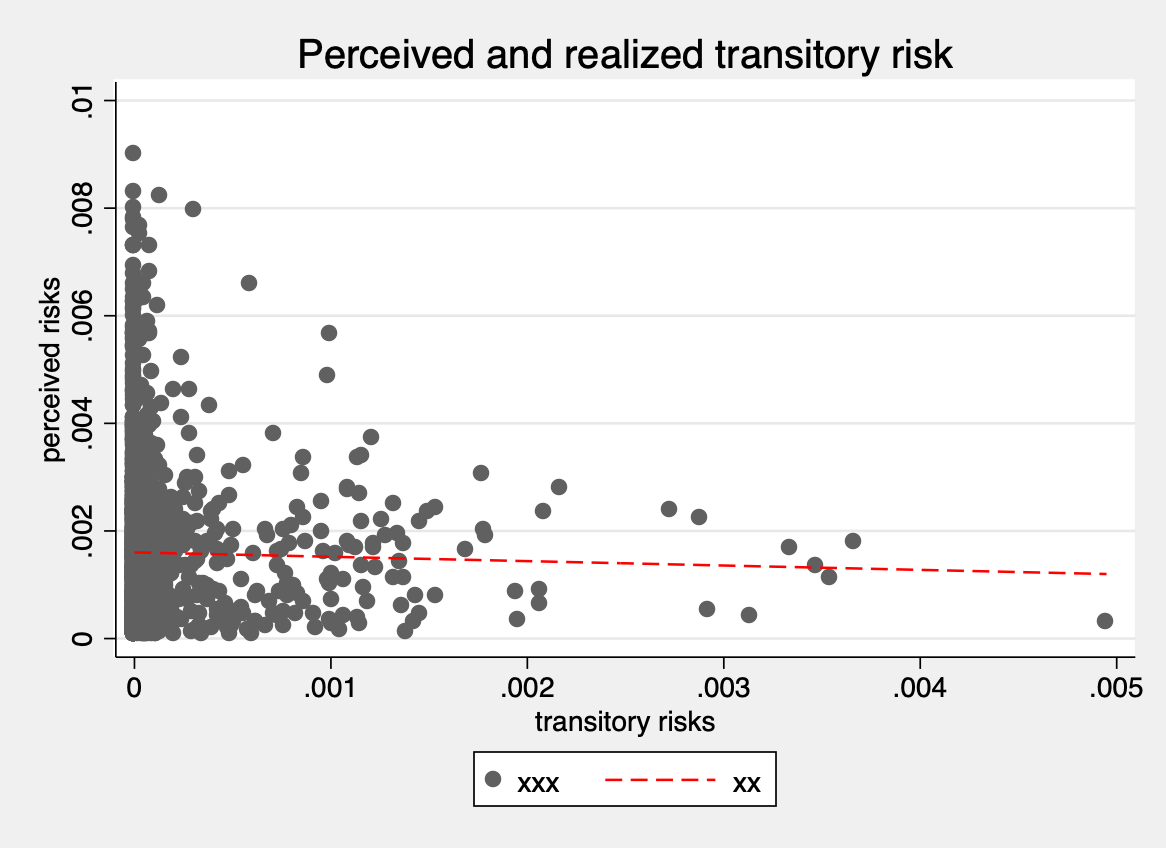 Perceived and realized transitory risk
perceived risks
.01
.008
.006
.004
.002
0
0 .001 .002 .003 .004 .005
transitory risks
xxx xx